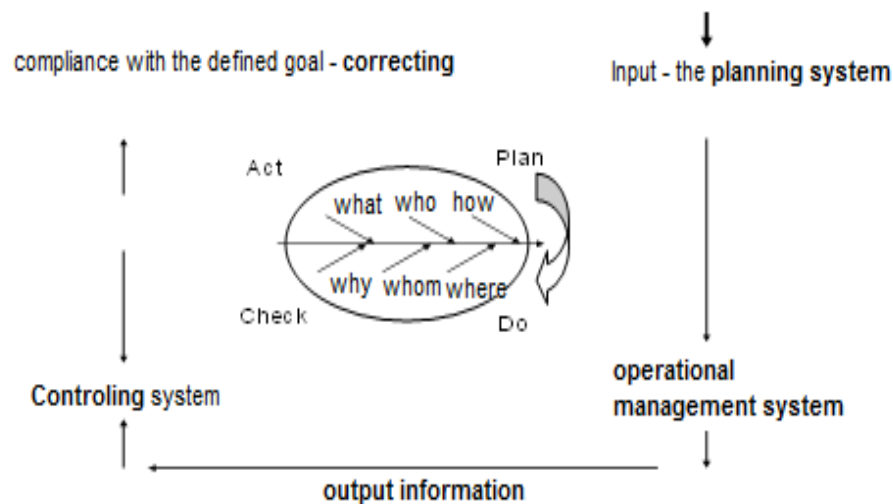 compliance with the defined goal - correcting
Input - the planning system
Act
Plan
what who how
why whom where
Check
Do
Controling system
operational
management system
output information